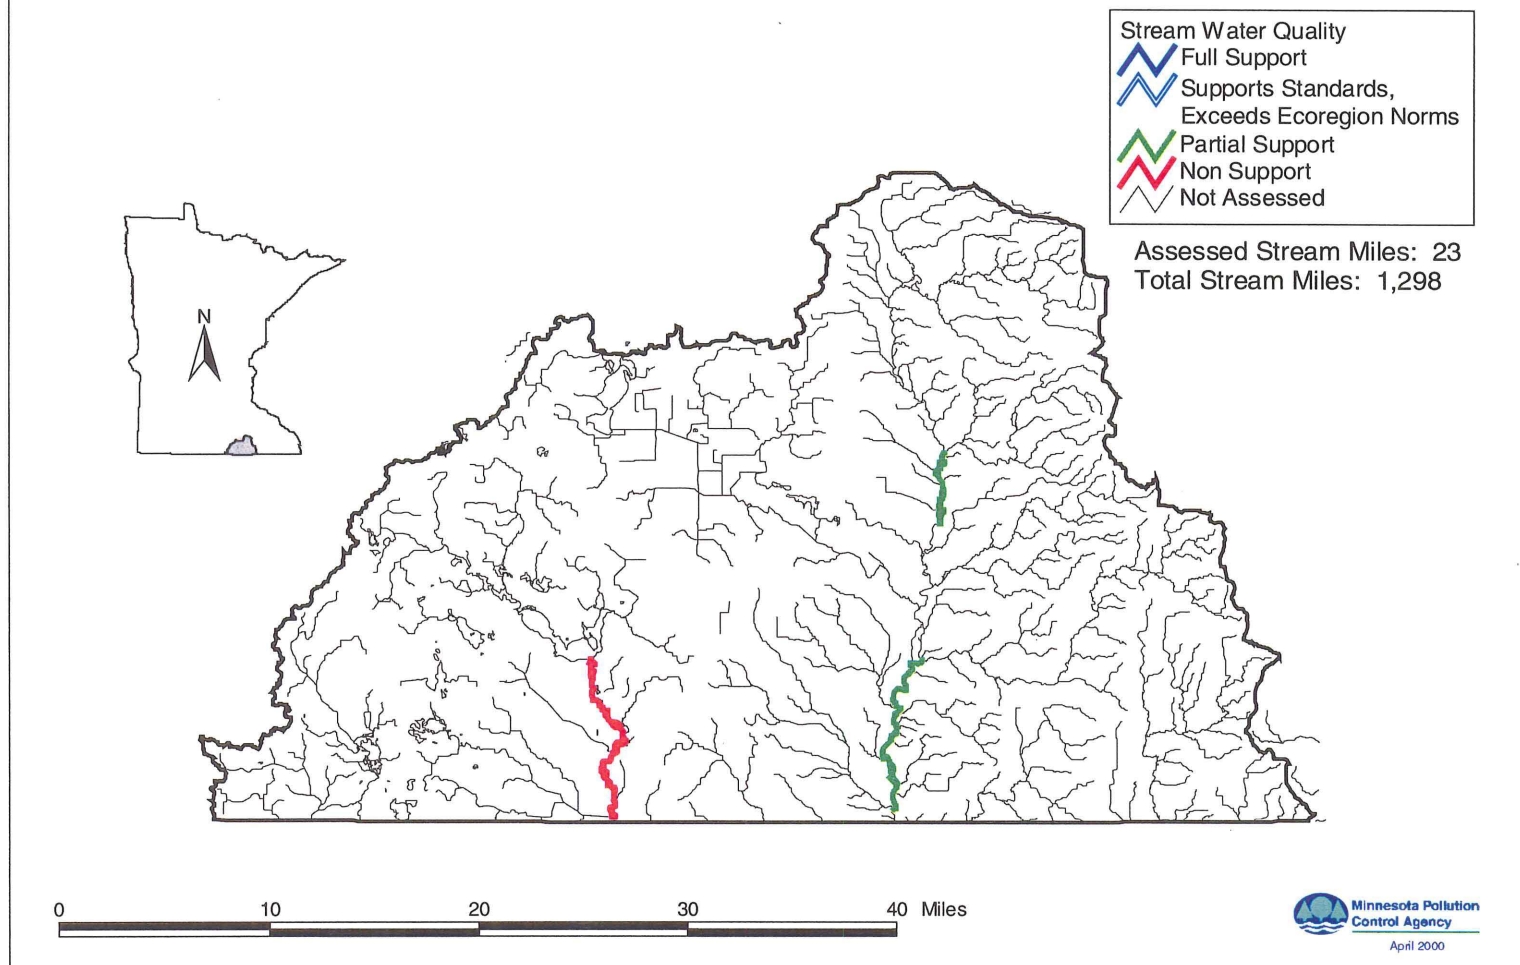 Stream Water Quality
Full Support
Supports Standards,
Exceeds Ecoregion Norms
Partial Support
Non Support
Not Assessed
Assessed Stream Miles: 23
Total Stream Miles: 1,298
N
0 10 20 30 40 Miles
Minnesota Pollution
Control Agency
April 2000